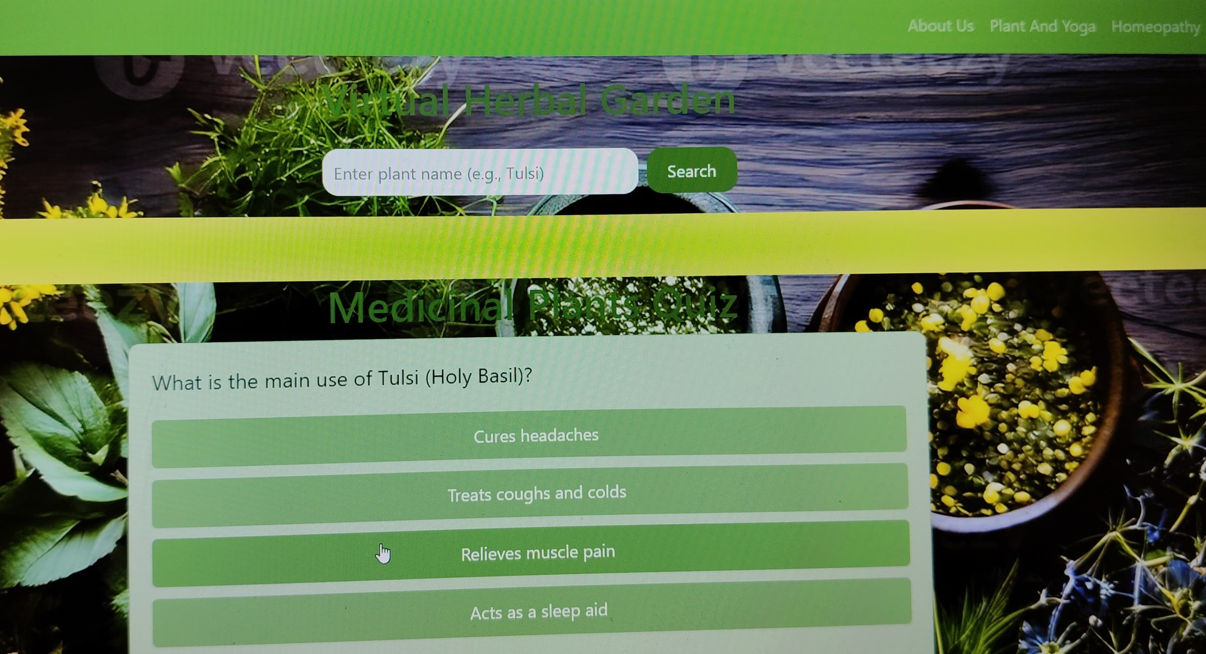 About Us Plant And Yoga Homeopathy
vecteezy vecteezy
Virtual Herbal Garden
Enter plant name (e.g., Tulsi)
Search
Medicinal Plants Quiz
What is the main use of Tulsi (Holy Basil)?
Cures headaches
Treats coughs and colds
Relieves muscle pain
Acts as a sleep aid